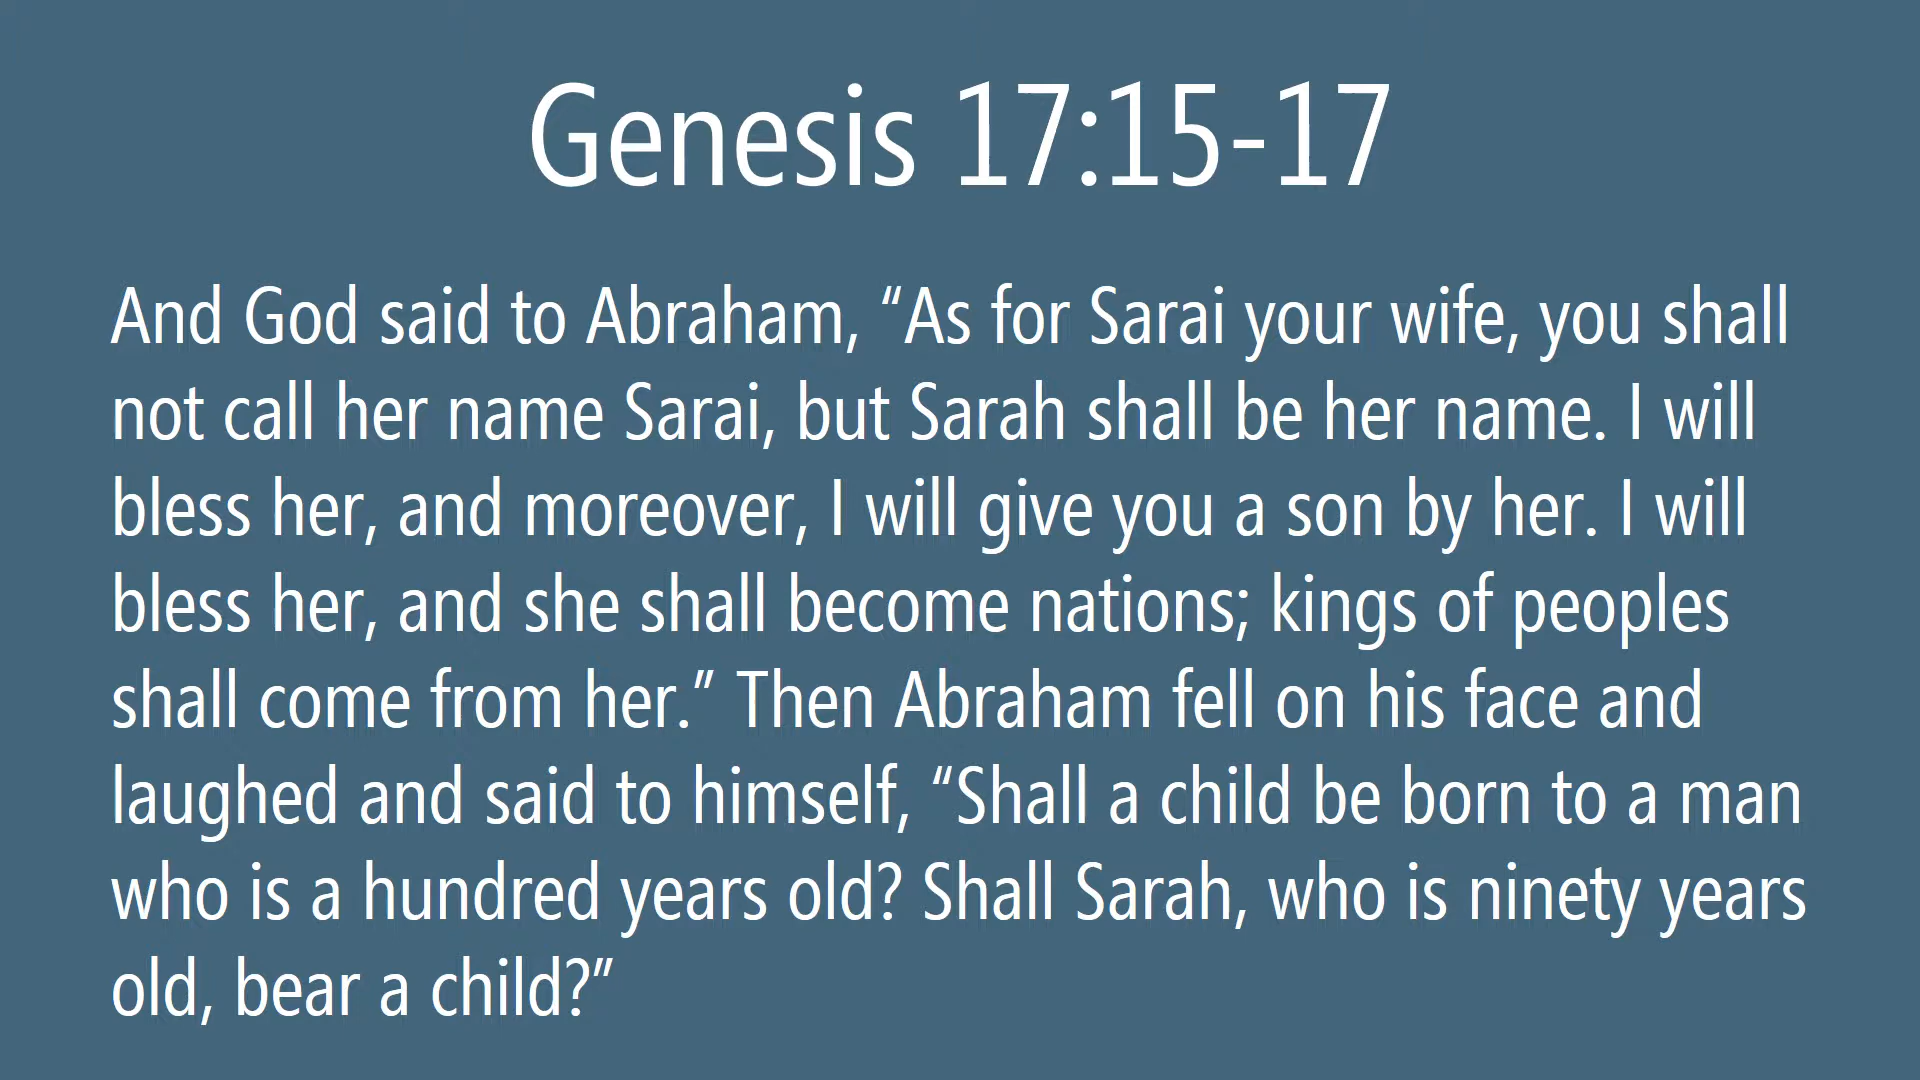 Genesis 17:15-17
And God said to Abraham, “As for Sarai your wife, you shall
not call her name Sarai, but Sarah shall be her name. I will
bless her, and moreover, I will give you a son by her. I will
bless her, and she shall become nations; kings of peoples
shall come from her.” Then Abraham fell on his face and
laughed and said to himself, “Shall a child be born to a man
who is a hundred years old? Shall Sarah, who is ninety years
old, bear a child?”